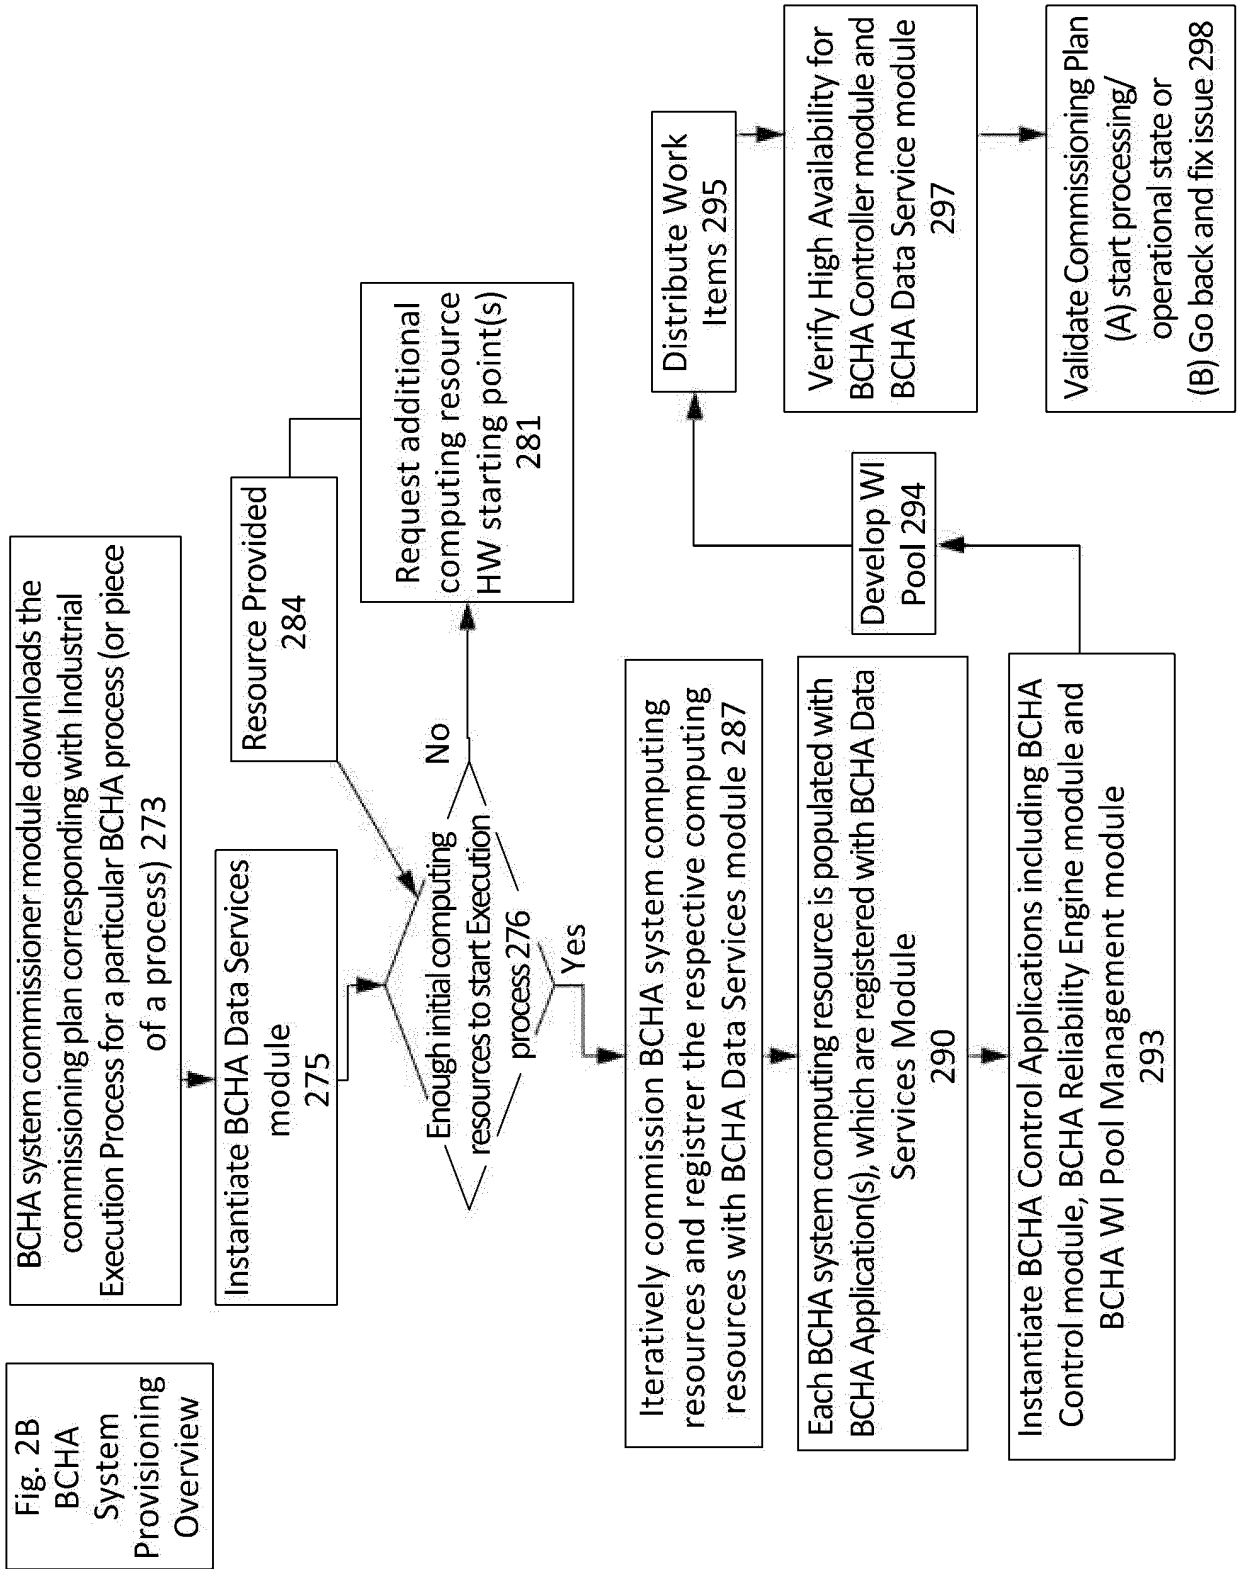 Fig. 2B
BCHA
System
Provisioning
Overview
BCHA system commissioner module downloads the
commissioning plan corresponding with Industrial
Execution Process for a particular BCHA process (or piece
of a process) 273
Instantiate BCHA Data Services
module
275
Resource Provided
284
Enough initial computing
resources to start Execution
process 276
No
Yes
Request additional
computing resource
HW starting point(s)
281
Iteratively commission BCHA system computing
resources and registrer the respective computing
resources with BCHA Data Services module 287
Each BCHA system computing resource is populated with
BCHA Application(s), which are registered with BCHA Data
Services Module
290
Instantiate BCHA Control Applications including BCHA
Control module, BCHA Reliability Engine module and
BCHA WI Pool Management module
293
Develop WI
Pool 294
Distribute Work
Items 295
Verify High Availability for
BCHA Controller module and
BCHA Data Service module
297
Validate Commissioning Plan
(A) start processing/
operational state or
(B) Go back and fix issue 298